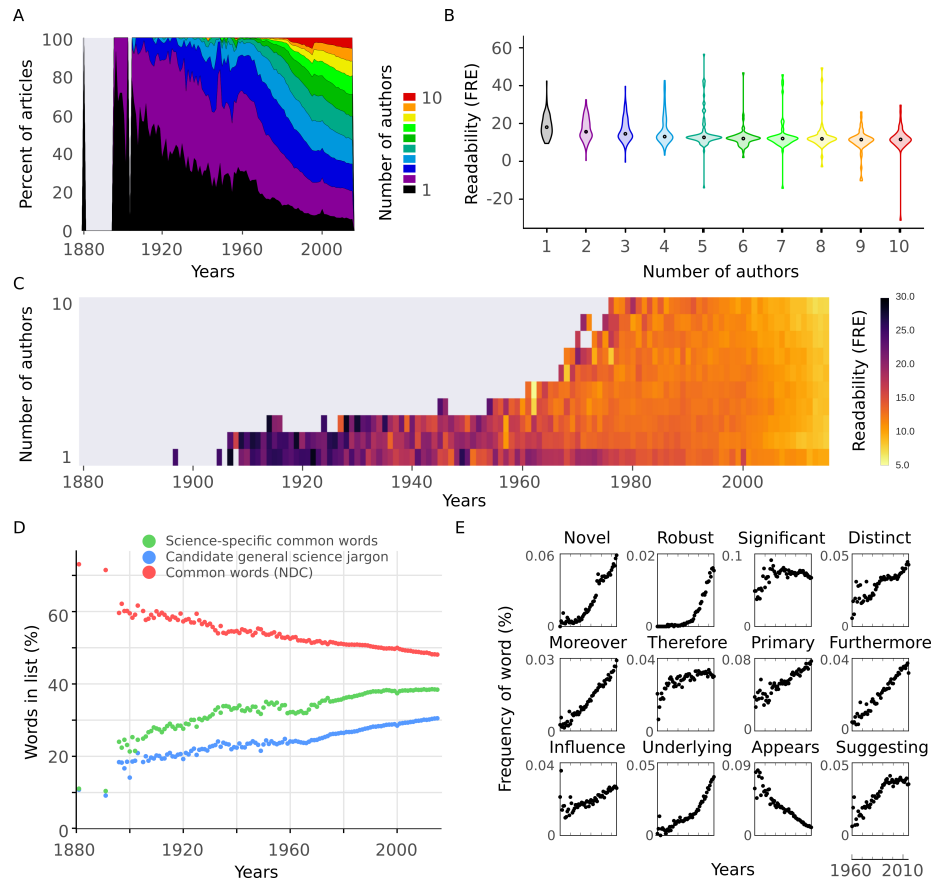 A
100
80
60
40
20
0
Percent of articles
1880
1920
1960
2000
Years
Number of authors
10
1
B
60
40
20
0
-20
Readability (FRE)
1
2
3
4
5
6
7
8
9
10
Number of authors
C
10
1
Number of authors
1880
1900
1920
1940
1960
1980
2000
Years
Readability (FRE)
30.0
25.0
20.0
15.0
10.0
5.0
D
Science-specific common words
Candidate general science jargon
Common words (NDC)
60
40
20
0
Words in list (%)
1880
1920
1960
2000
Years
E
Frequency of word (%)
Novel
Robust
Significant
Distinct
0.06
0
0.02
0
0.1
0
0.05
0
Moreover
Therefore
Primary
Furthermore
0.03
0
0.04
0
0.08
0
0.04
0
Influence
Underlying
Appears
Suggesting
0.04
0
0.05
0
0.09
0
0.05
0
Years
1960 2010